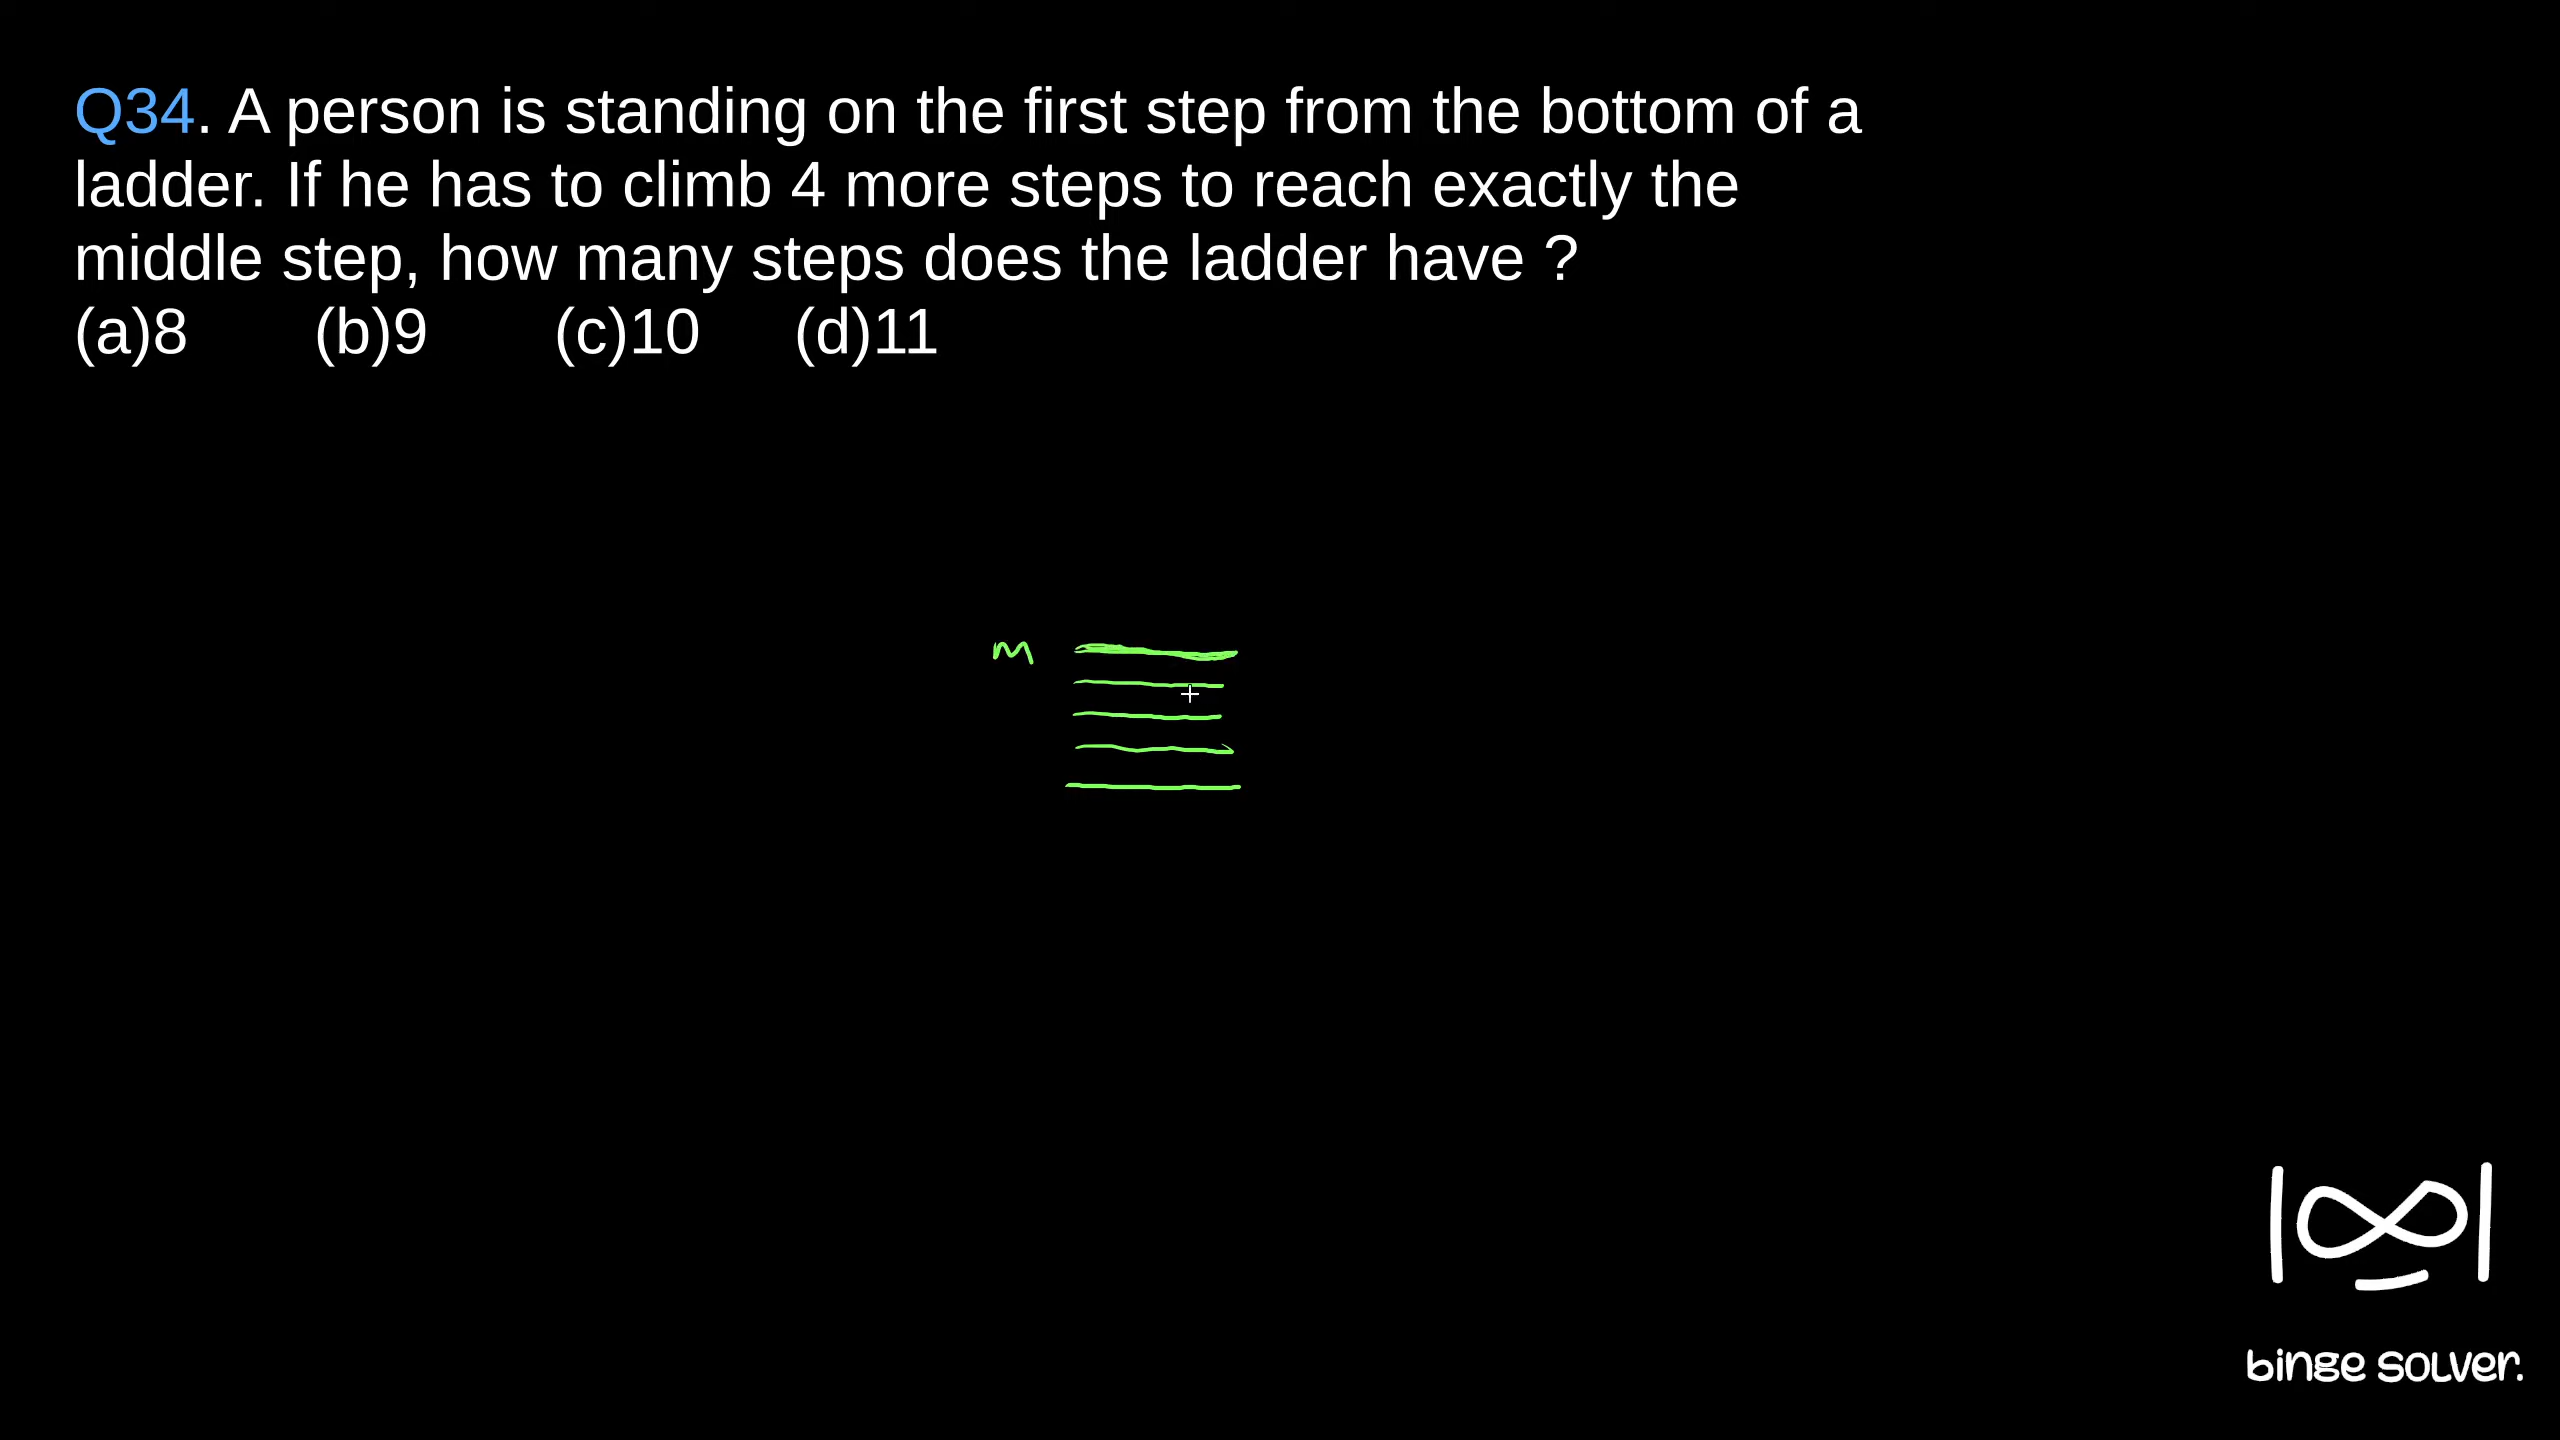 Q34. A person is standing on the first step from the bottom of a
ladder. If he has to climb 4 more steps to reach exactly the
middle step, how many steps does the ladder have ?
(a)8 (b)9 (c)10 (d)11
M
binge solver.